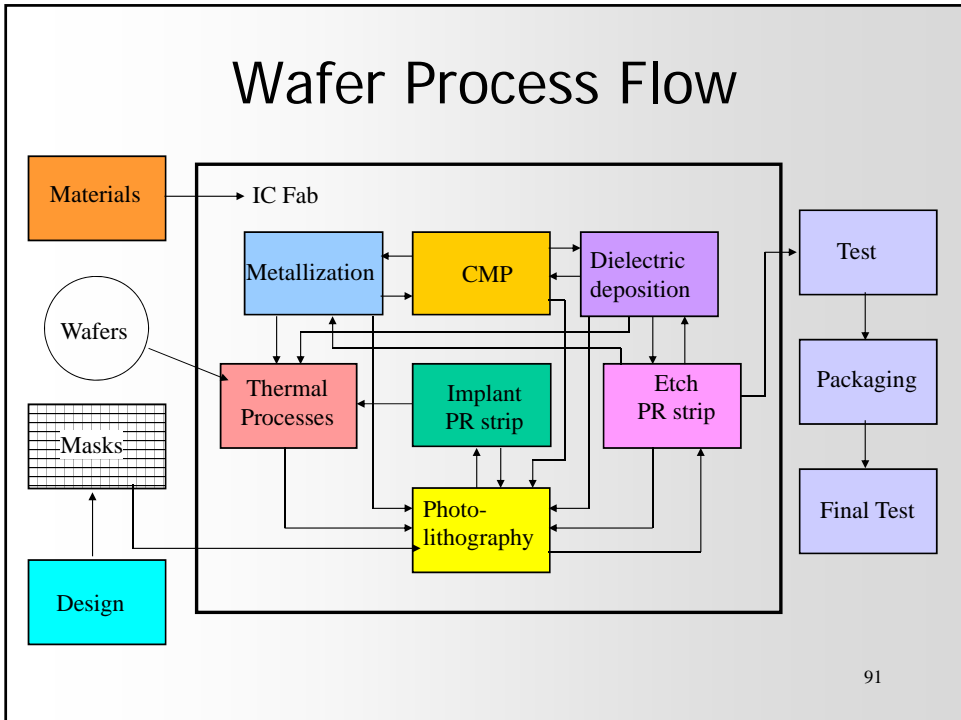 Wafer Process Flow
Materials
IC Fab
Metallization
CMP
Dielectric
deposition
Test
Wafers
Thermal
Processes
Implant
PR strip
Etch
PR strip
Packaging
Masks
Photo-
lithography
Final Test
Design
91